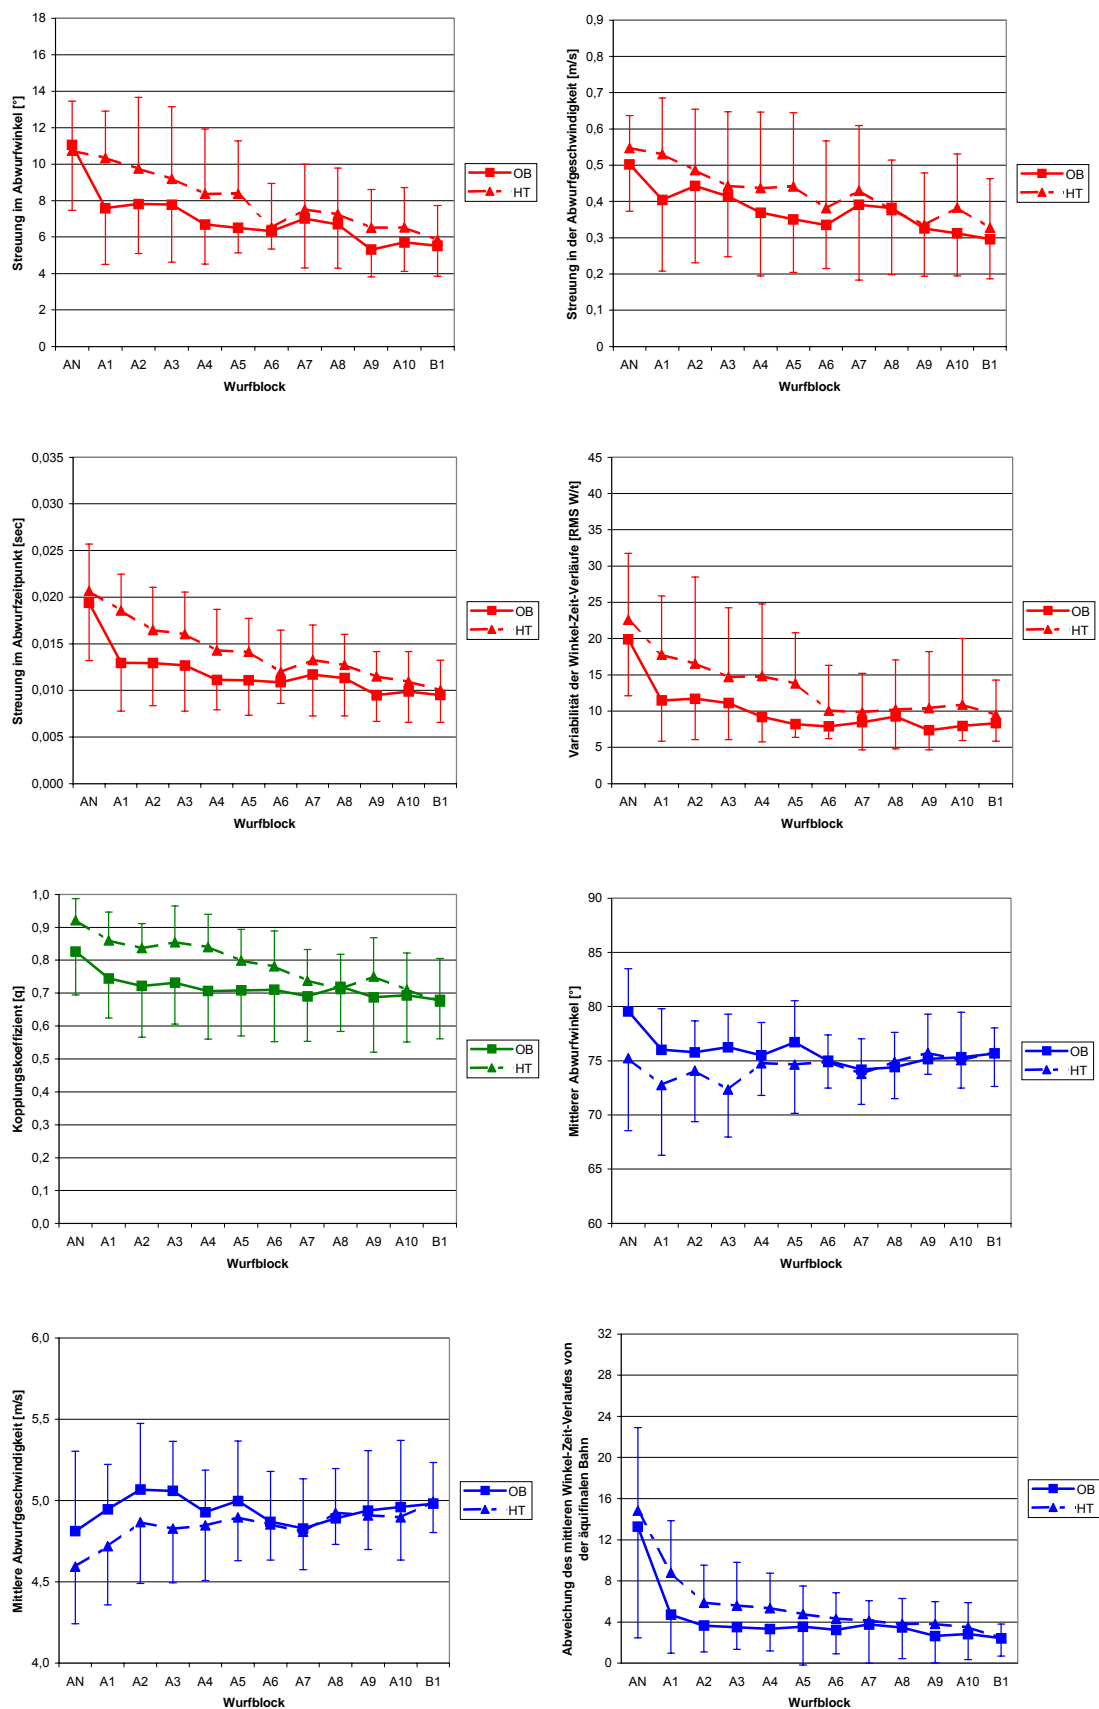 Streuung im Abwurfwinkel [°]
18
16
14
12
10
8
6
4
2
0
AN A1 A2 A3 A4 A5 A6 A7 A8 A9 A10 B1
Wurfblock
OB
HT
Streuung in der Abwurfgeschwindigkeit [m/s]
0,9
0,8
0,7
0,6
0,5
0,4
0,3
0,2
0,1
0
AN A1 A2 A3 A4 A5 A6 A7 A8 A9 A10 B1
Wurfblock
OB
HT
Streuung im Abwurfzeitpunkt [sec]
0,035
0,030
0,025
0,020
0,015
0,010
0,005
0,000
AN A1 A2 A3 A4 A5 A6 A7 A8 A9 A10 B1
Wurfblock
OB
HT
Variabilität der Winkel-Zeit-Verläufe [RMS W/t]
45
40
35
30
25
20
15
10
5
0
AN A1 A2 A3 A4 A5 A6 A7 A8 A9 A10 B1
Wurfblock
OB
HT
Kopplungskoeffizient [q]
1,0
0,9
0,8
0,7
0,6
0,5
0,4
0,3
0,2
0,1
0,0
AN A1 A2 A3 A4 A5 A6 A7 A8 A9 A10 B1
Wurfblock
OB
HT
Mittlerer Abwurfwinkel [°]
90
85
80
75
70
65
60
AN A1 A2 A3 A4 A5 A6 A7 A8 A9 A10 B1
Wurfblock
OB
HT
Mittlere Abwurfgeschwindigkeit [m/s]
6,0
5,5
5,0
4,5
4,0
AN A1 A2 A3 A4 A5 A6 A7 A8 A9 A10 B1
Wurfblock
OB
HT
Abweichung des mittleren Winkel-Zeit-Verlaufes von
der äquifinalen Bahn
32
28
24
20
16
12
8
4
0
AN A1 A2 A3 A4 A5 A6 A7 A8 A9 A10 B1
Wurfblock
OB
HT